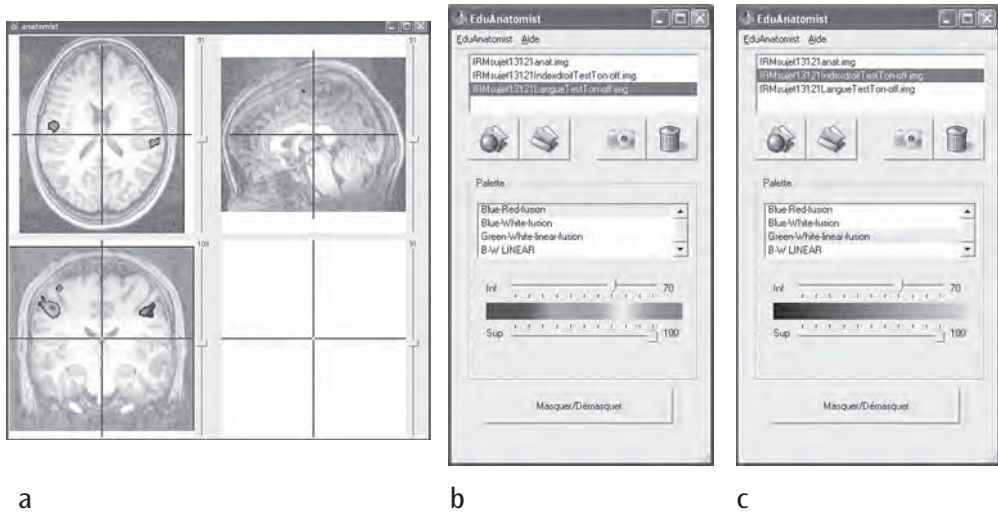 anatomist
91
91
109
91
a
EduAnatomist
EduAnatomist Aide
IRMsujet13121anat.img
IRMsujet13121IndexdroitTestTon-off.img
IRMsujet13121LangueTestTon-off.img
Palette
Blue-Red-fusion
Blue-White-fusion
Green-White-linear-fusion
B-W LINEAR
Inf 70
Sup 100
Masquer/Démasquer
b
EduAnatomist
EduAnatomist Aide
IRMsujet13121anat.img
IRMsujet13121IndexdroitTestTon-off.img
IRMsujet13121LangueTestTon-off.img
Palette
Blue-Red-fusion
Blue-White-fusion
Green-White-linear-fusion
B-W LINEAR
Inf 70
Sup 100
Masquer/Démasquer
c